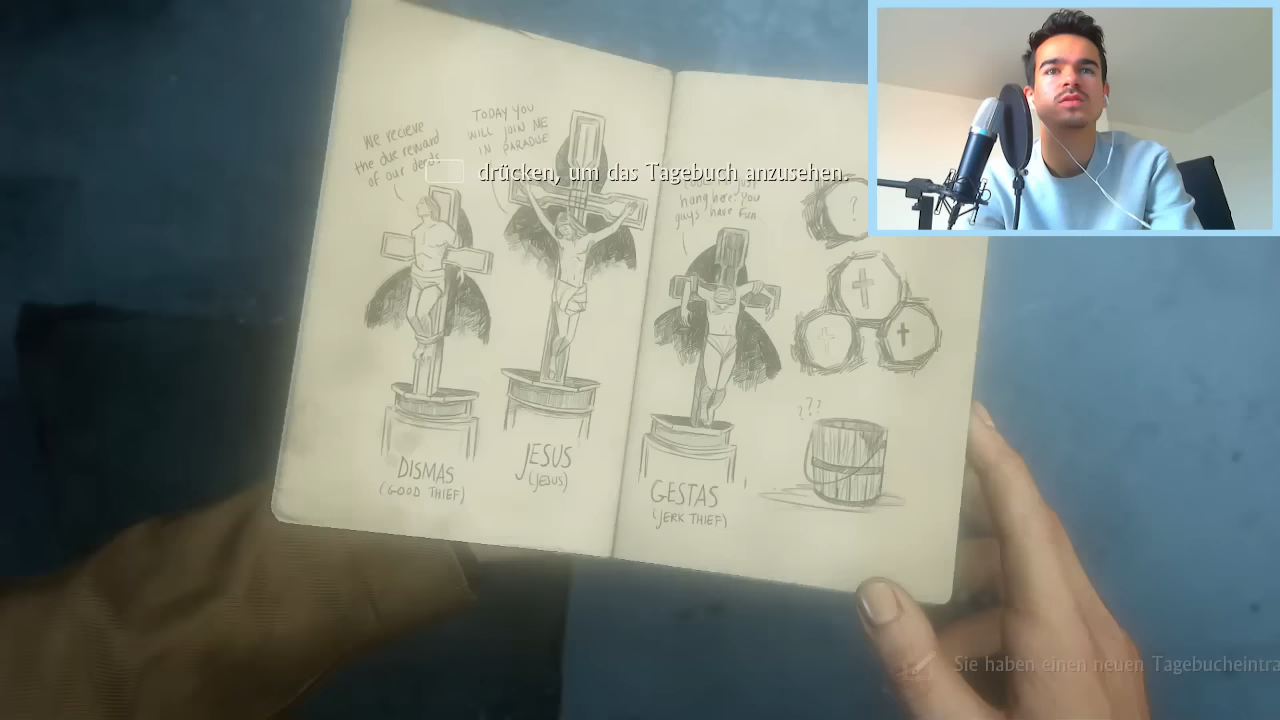 We recieve
the due reward
of our deeds
TODAY YOU
WILL JOIN ME
IN PARADISE
drücken, um das Tagebuch anzusehen.
just
hang here. you
guys have fun.
?
DISMAS
(GOOD THIEF)
JESUS
(JESUS)
GESTAS
(JERK THIEF)
???
Sie haben einen neuen